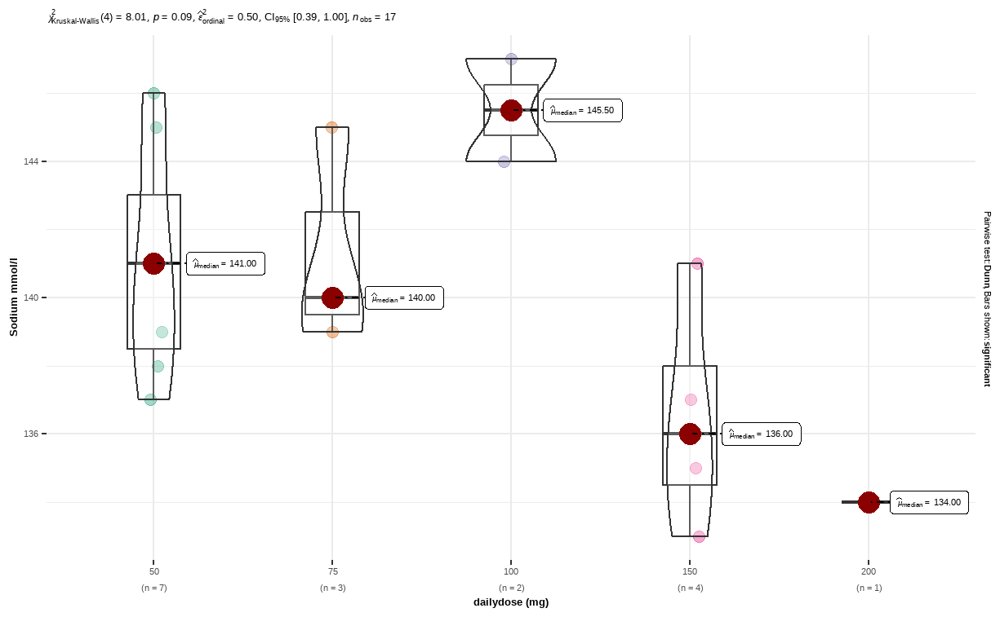 χ²Kruskal-Wallis(4) = 8.01, p = 0.09, ε̂²ordinal = 0.50, CI95% [0.39, 1.00], nobs = 17
μ̂median = 145.50
144
μ̂median = 141.00
140
μ̂median = 140.00
136
μ̂median = 136.00
μ̂median = 134.00
Sodium mmol/l
Pairwise test: Dunn, Bars shown: significant
50 75 100 150 200
(n = 7) (n = 3) (n = 2) (n = 4) (n = 1)
dailydose (mg)